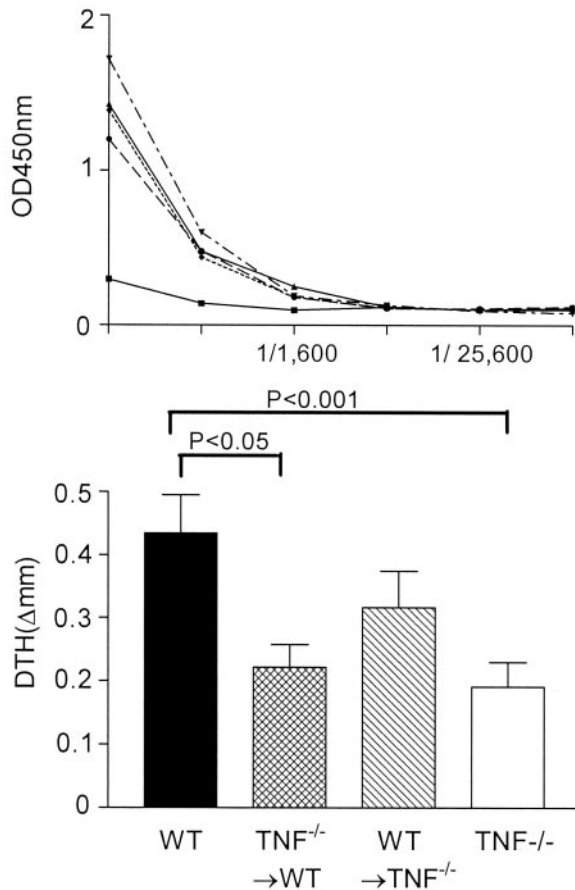 2
OD450nm
1
0
1/1,600 1/ 25,600
P<0.001
P<0.05
0.5
0.4
DTH(Δmm)
0.3
0.2
0.1
0
WT TNF-/- WT TNF-/-
→WT →TNF-/-